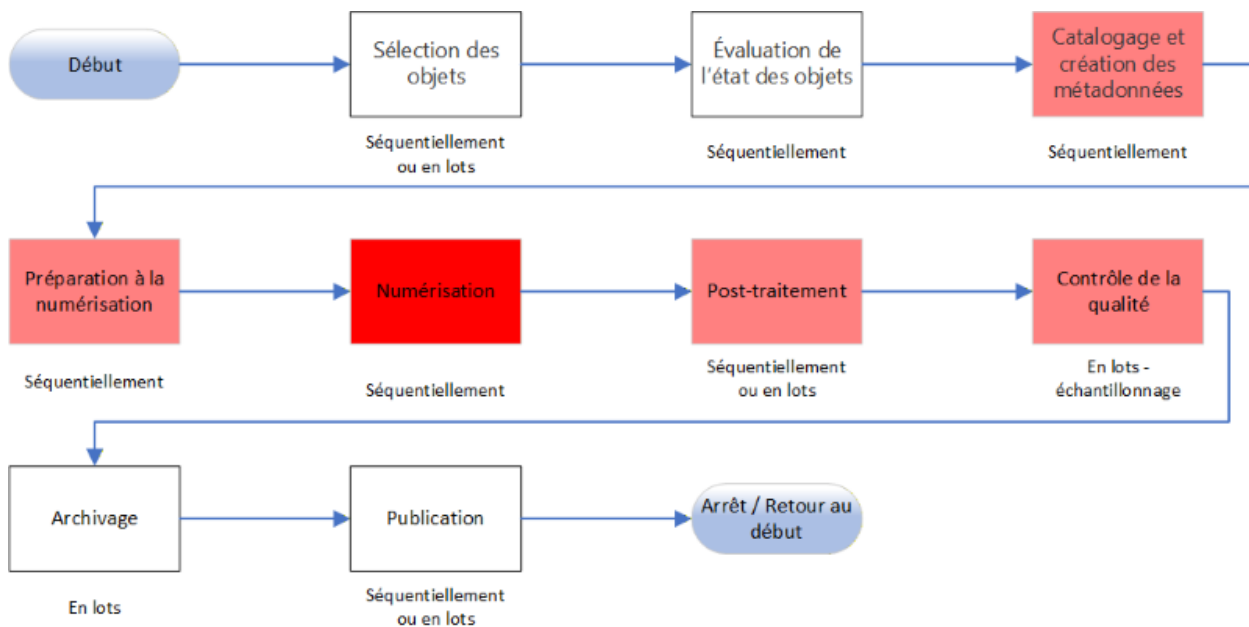 Début
Sélection des
objets
Séquentiellement
ou en lots
Évaluation de
l'état des objets
Séquentiellement
Catalogage et
création des
métadonnées
Séquentiellement
Préparation à la
numérisation
Séquentiellement
Numérisation
Séquentiellement
Post-traitement
Séquentiellement
ou en lots
Contrôle de la
qualité
En lots -
échantillonnage
Archivage
En lots
Publication
Séquentiellement
ou en lots
Arrêt / Retour au
début